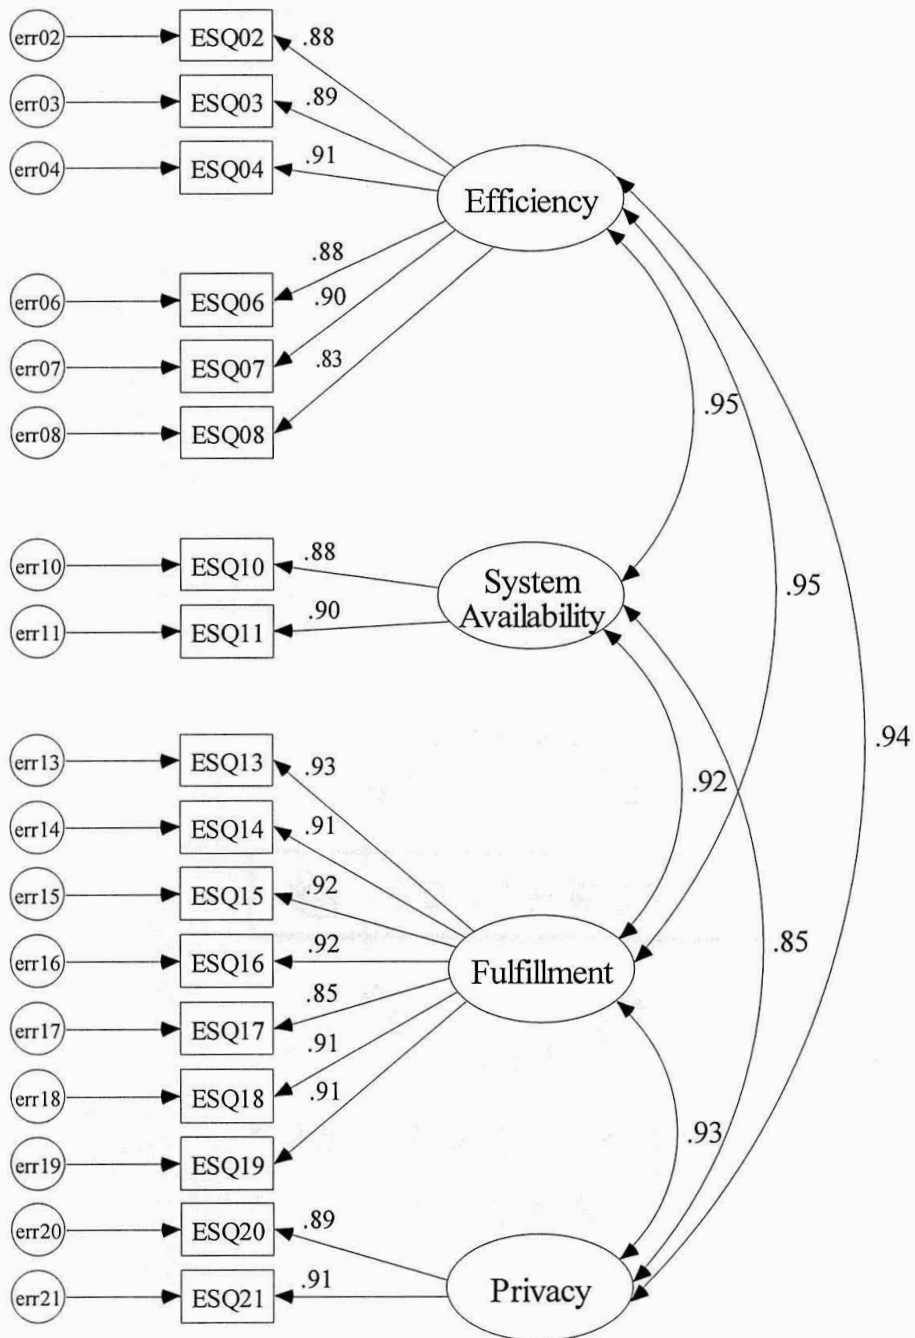 err02 ESQ02 .88
err03 ESQ03 .89
err04 ESQ04 .91
Efficiency
err06 ESQ06 .88
err07 ESQ07 .90
err08 ESQ08 .83
.95
err10 ESQ10 .88
System
Availability
err11 ESQ11 .90
.95
.94
err13 ESQ13 .93
.92
err14 ESQ14 .91
err15 ESQ15 .92
.85
err16 ESQ16 .92
Fulfillment
err17 ESQ17 .85
err18 ESQ18 .91
err19 ESQ19 .91
.93
err20 ESQ20 .89
err21 ESQ21 .91
Privacy